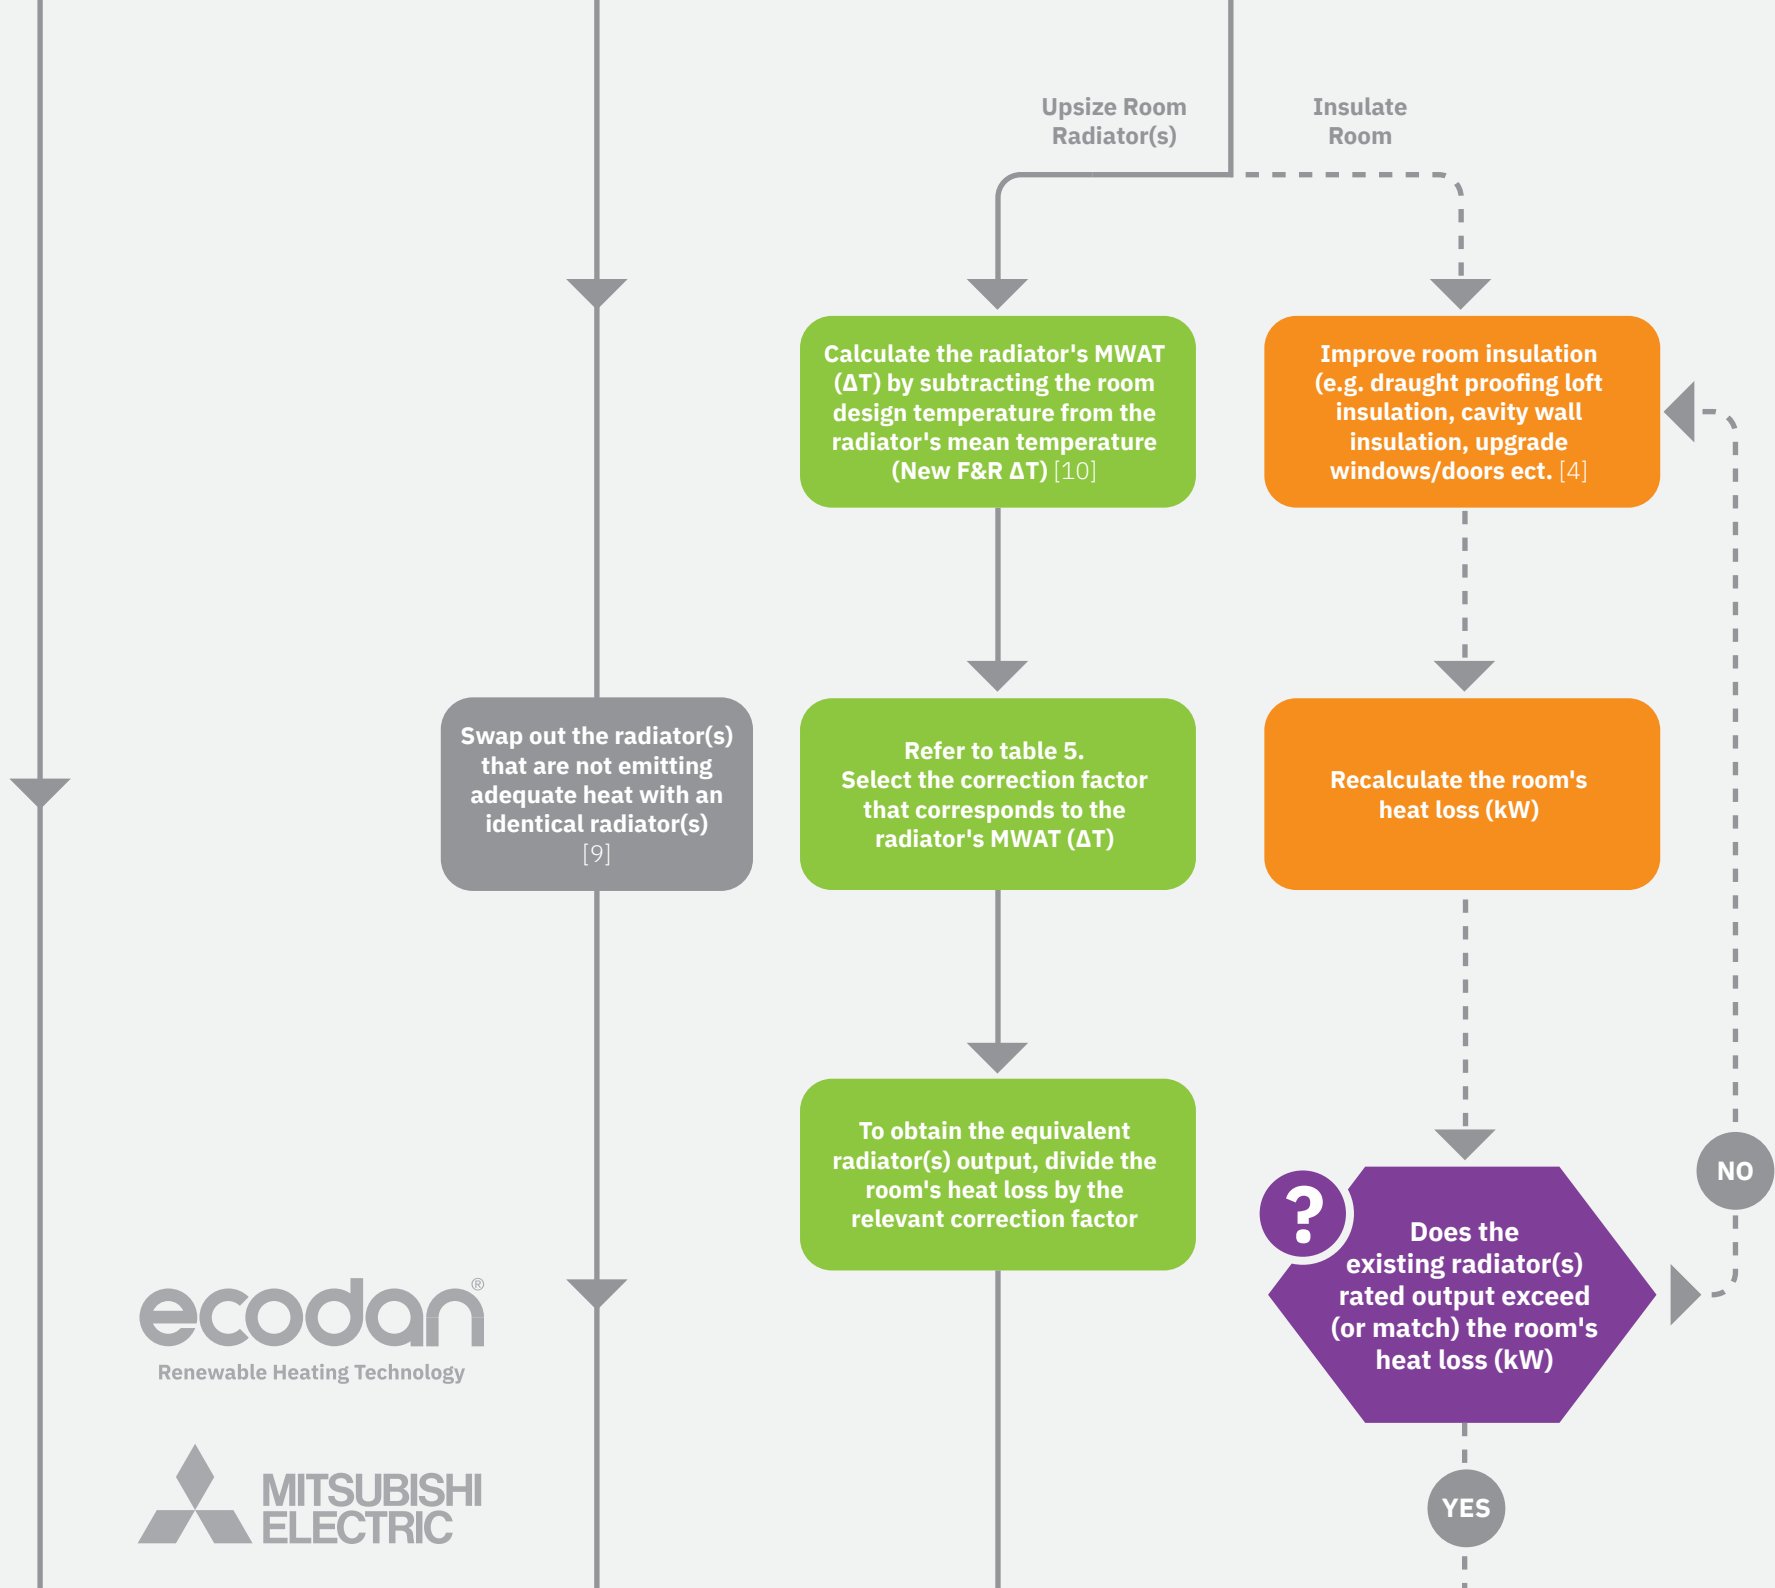 Upsize Room
Radiator(s)
Insulate
Room
Calculate the radiator's MWAT
(ΔT) by subtracting the room
design temperature from the
radiator's mean temperature
(New F&R ΔT) [10]
Improve room insulation
(e.g. draught proofing loft
insulation, cavity wall
insulation, upgrade
windows/doors ect. [4]
Swap out the radiator(s)
that are not emitting
adequate heat with an
identical radiator(s)
[9]
Refer to table 5.
Select the correction factor
that corresponds to the
radiator's MWAT (ΔT)
Recalculate the room's
heat loss (kW)
To obtain the equivalent
radiator(s) output, divide the
room's heat loss by the
relevant correction factor
NO
?
Does the
existing radiator(s)
rated output exceed
(or match) the room's
heat loss (kW)
YES
ecodan®
Renewable Heating Technology
MITSUBISHI
ELECTRIC